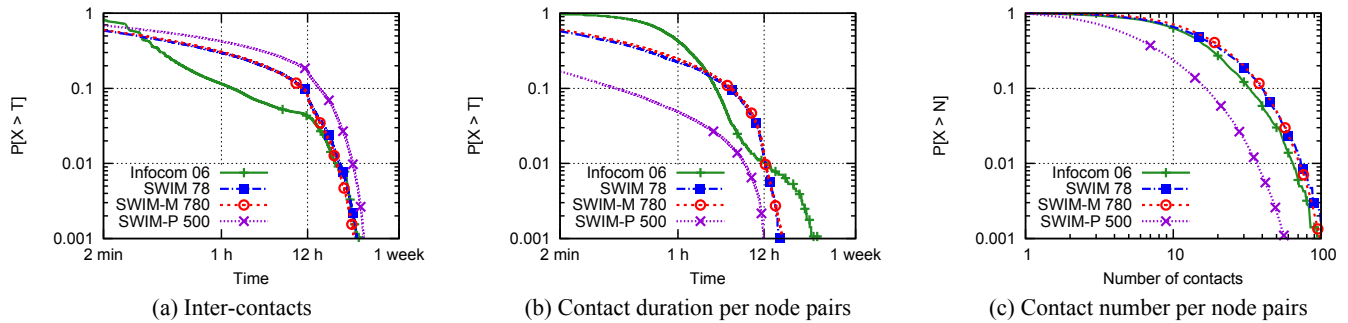 P[X > T]
1
0.1
0.01
0.001
Infocom 06
SWIM 78
SWIM-M 780
SWIM-P 500
2 min
1 h
12 h
1 week
Time
(a) Inter-contacts
P[X > T]
1
0.1
0.01
0.001
Infocom 06
SWIM 78
SWIM-M 780
SWIM-P 500
2 min
1 h
12 h
1 week
Time
(b) Contact duration per node pairs
P[X > N]
1
0.1
0.01
0.001
Infocom 06
SWIM 78
SWIM-M 780
SWIM-P 500
1
10
100
Number of contacts
(c) Contact number per node pairs